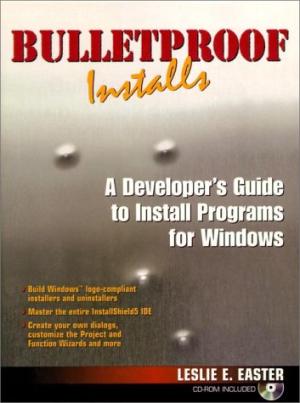 BULLETPROOF
Installs
A Developer's Guide
to Install Programs
for Windows
Build Windows™ logo-compliant
installers and uninstallers
Master the entire InstallShield5 IDE
Create your own dialogs,
customize the Project and
Function Wizards and more
LESLIE E. EASTER
CD-ROM INCLUDED